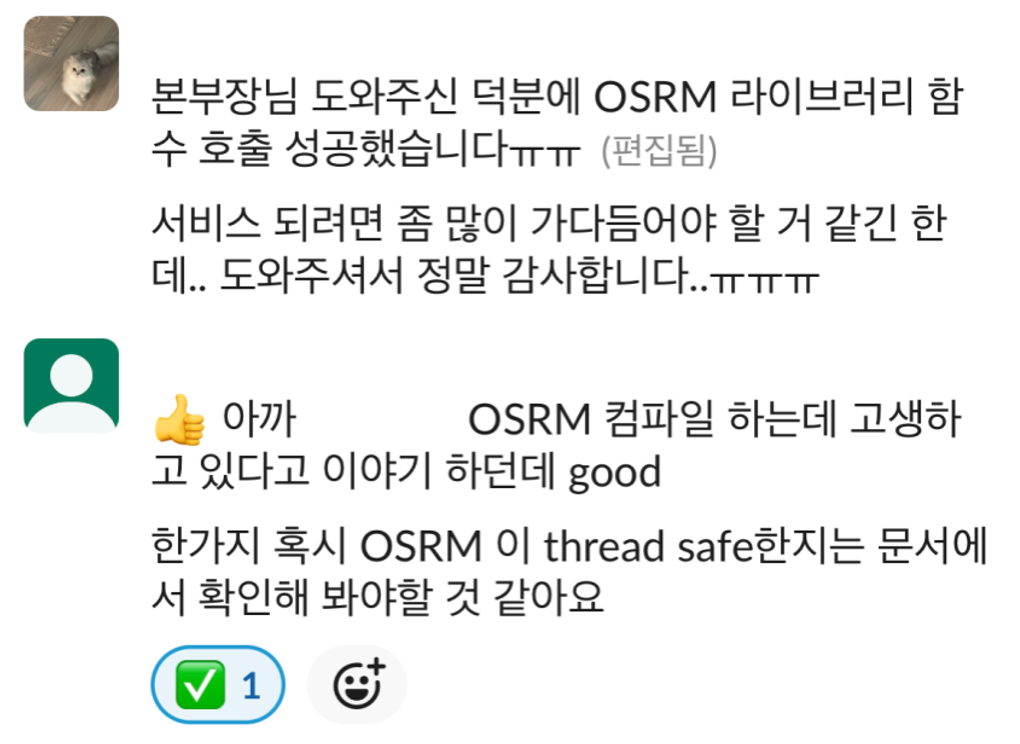 본부장님 도와주신 덕분에 OSRM 라이브러리 함
수 호출 성공했습니다ㅠㅠ (편집됨)
서비스 되려면 좀 많이 가다듬어야 할 거 같긴 한
데.. 도와주셔서 정말 감사합니다..ㅠㅠㅠ
👍 아까 OSRM 컴파일 하는데 고생하
고 있다고 이야기 하던데 good
한가지 혹시 OSRM 이 thread safe한지는 문서에
서 확인해 봐야할 것 같아요
✅ 1